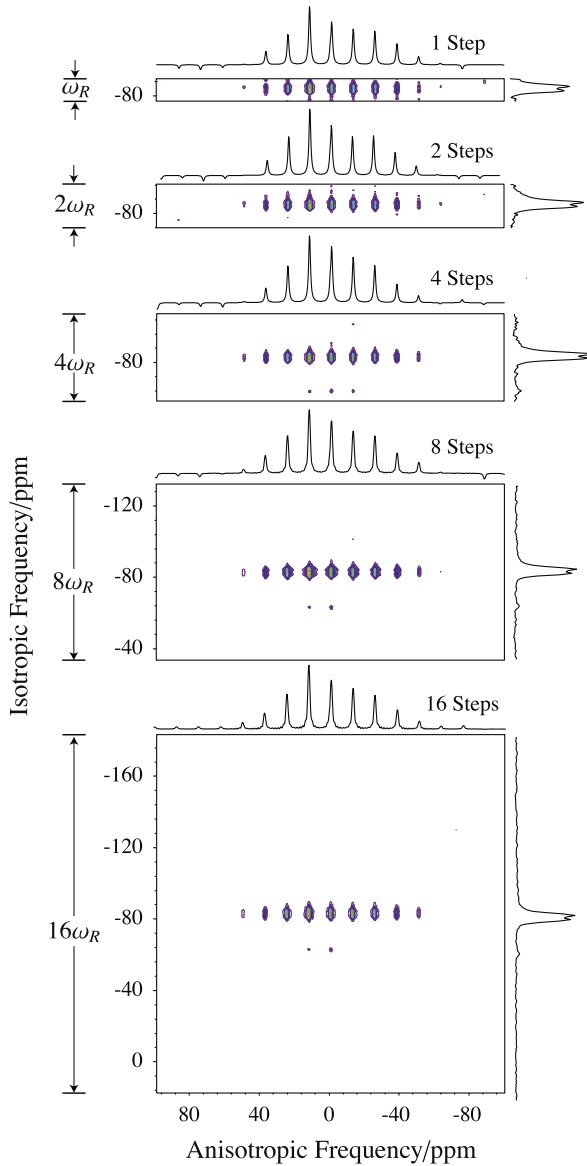 1 Step
ωR
-80
2 Steps
2ωR
-80
4 Steps
4ωR
-80
8 Steps
-120
8ωR
-80
-40
Isotropic Frequency/ppm
16 Steps
-160
-120
16ωR
-80
-40
0
80 40 0 -40 -80
Anisotropic Frequency/ppm